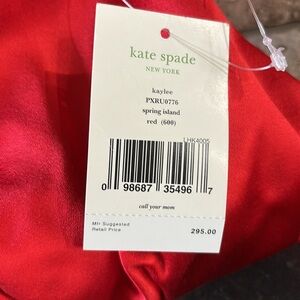 kate spade
NEW YORK
kaylee
PXRU0776
spring island
red (600)
LHK4005
0 98687 35496 7
call your mom
Mfr Suggested
Retail Price
295.00